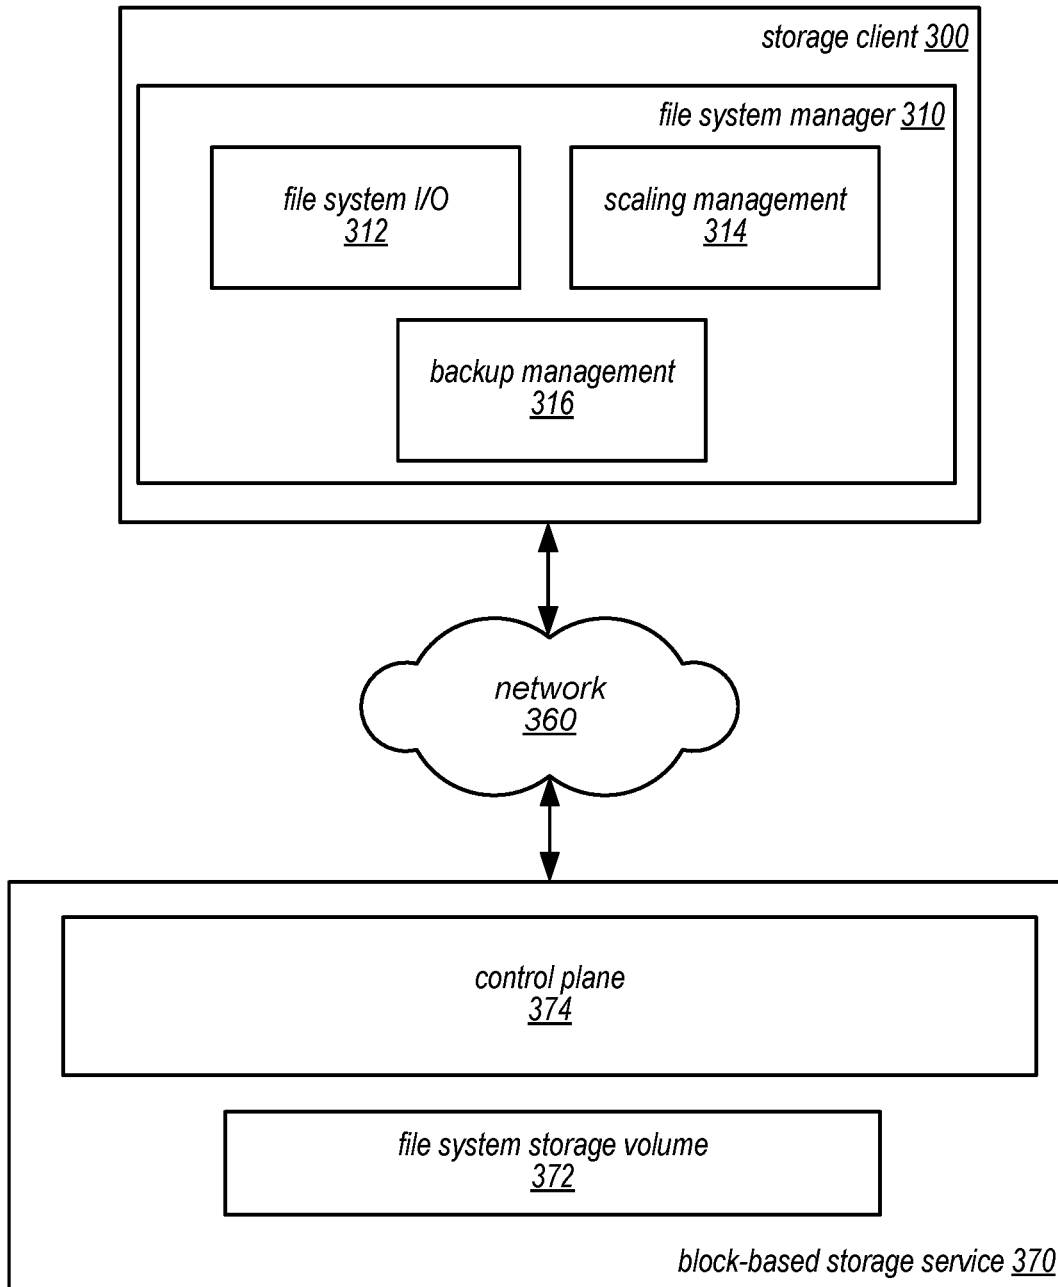 storage client 300
file system manager 310
file system I/O
312
scaling management
314
backup management
316
network
360
control plane
374
file system storage volume
372
block-based storage service 370